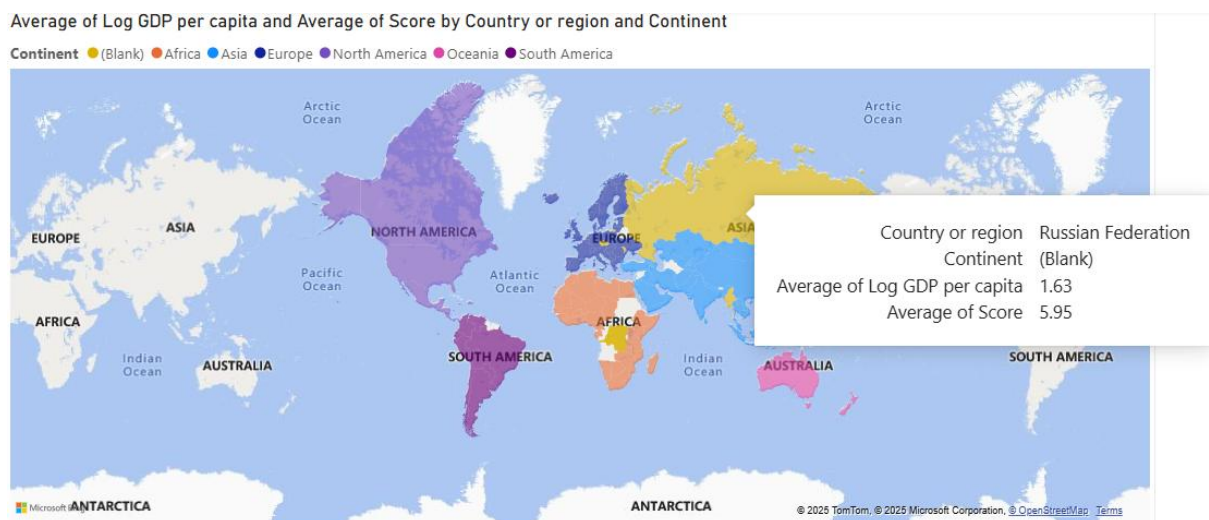 Average of Log GDP per capita and Average of Score by Country or region and Continent
Continent (Blank) Africa Asia Europe North America Oceania South America
Arctic
Ocean
Arctic
Ocean
ASIA
EUROPE
NORTH AMERICA
EUROPE
Pacific
Ocean
Atlantic
Ocean
AFRICA
AFRICA
Indian
Ocean
AUSTRALIA
SOUTH AMERICA
Indian
Ocean
AUSTRALIA
SOUTH AMERICA
Country or region Russian Federation
Continent (Blank)
Average of Log GDP per capita 1.63
Average of Score 5.95
Microsoft
ANTARCTICA
ANTARCTICA
© 2025 TomTom, © 2025 Microsoft Corporation, © OpenStreetMap Terms